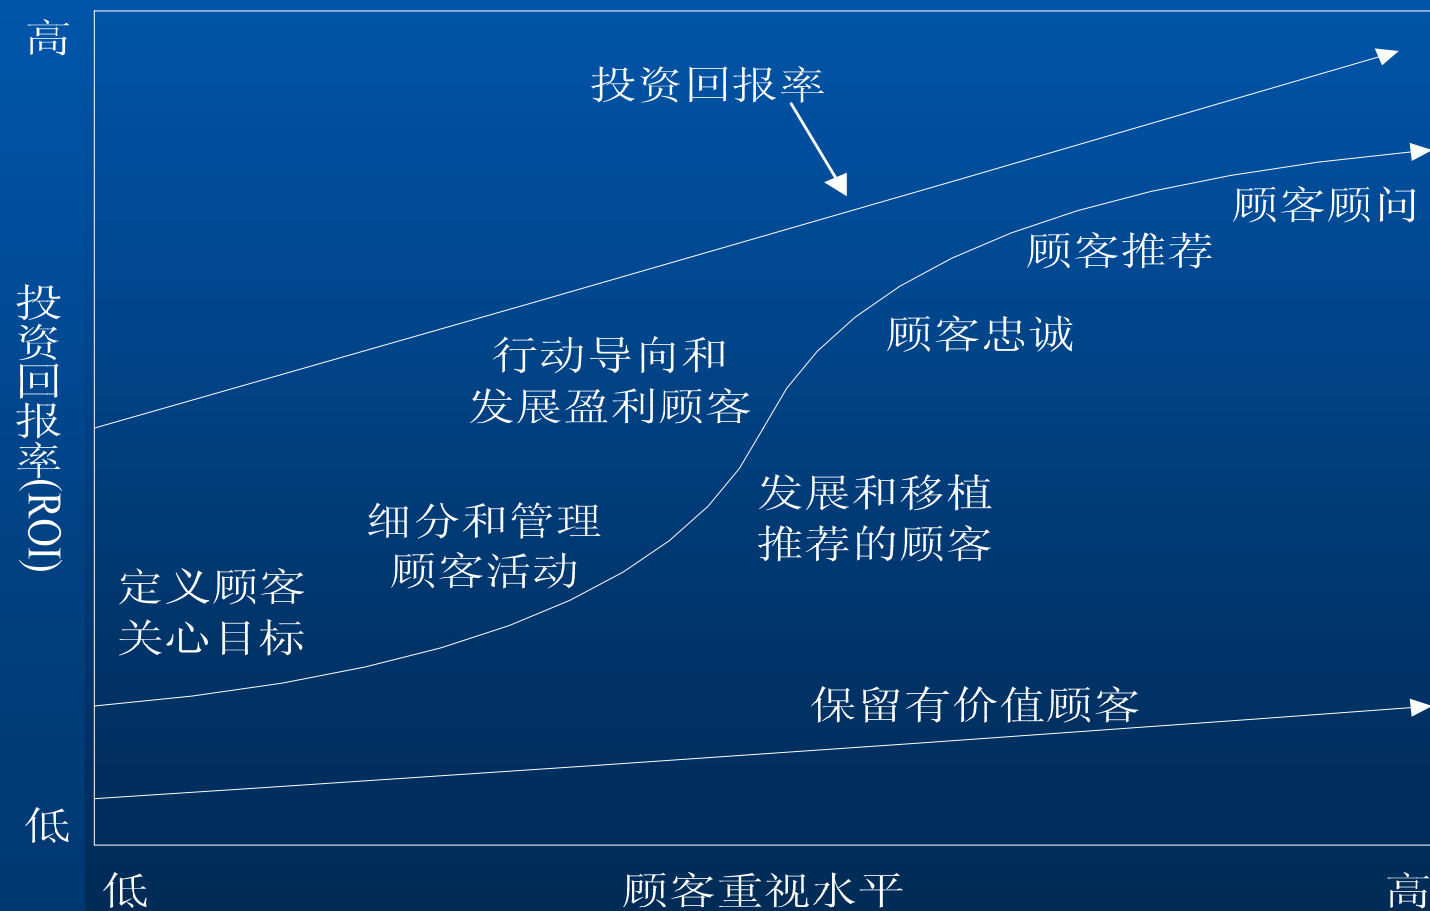 高
投资回报率
顾客顾问
顾客推荐
投资回报率(ROI)
顾客忠诚
行动导向和
发展盈利顾客
发展和移植
推荐的顾客
细分和管理
顾客活动
定义顾客
关心目标
保留有价值顾客
低
低
顾客重视水平
高